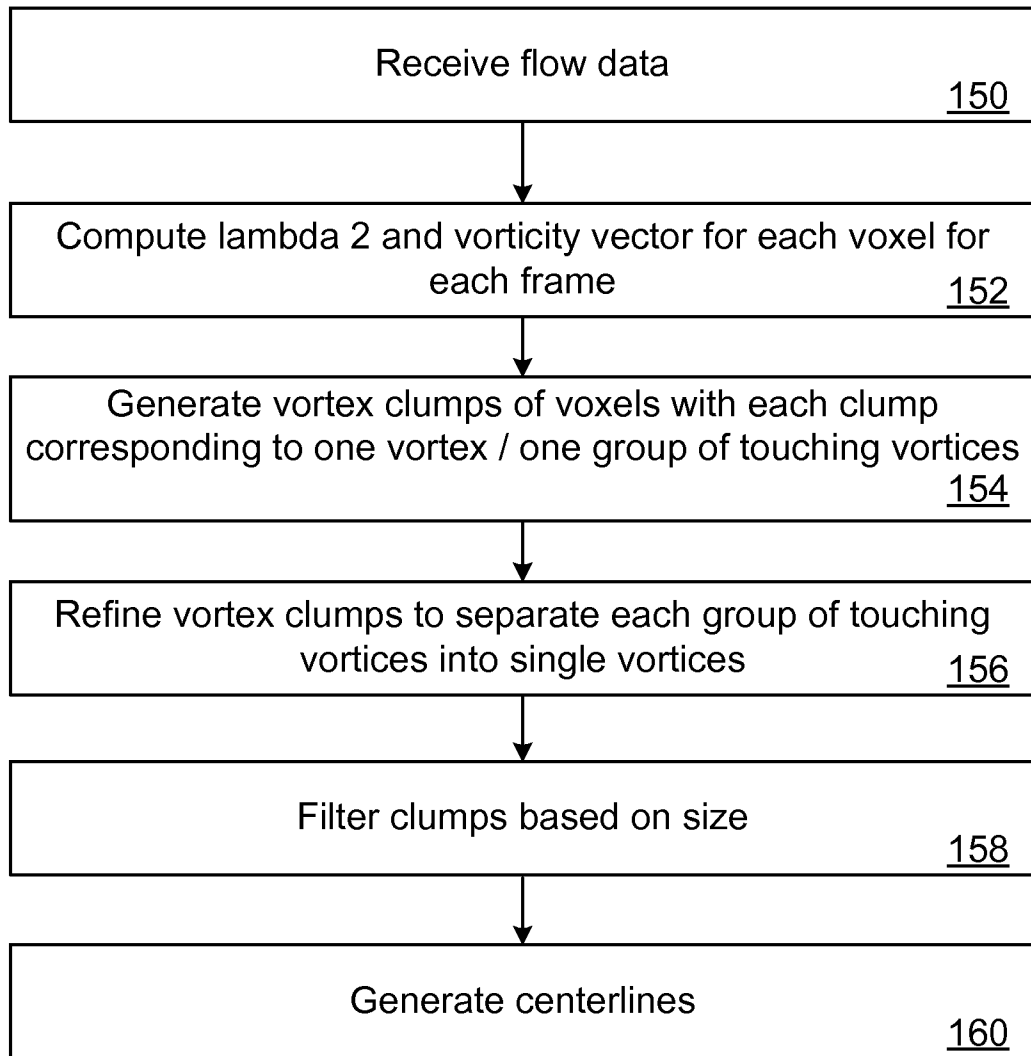 Receive flow data
150
Compute lambda 2 and vorticity vector for each voxel for
each frame
152
Generate vortex clumps of voxels with each clump
corresponding to one vortex / one group of touching vortices
154
Refine vortex clumps to separate each group of touching
vortices into single vortices
156
Filter clumps based on size
158
Generate centerlines
160